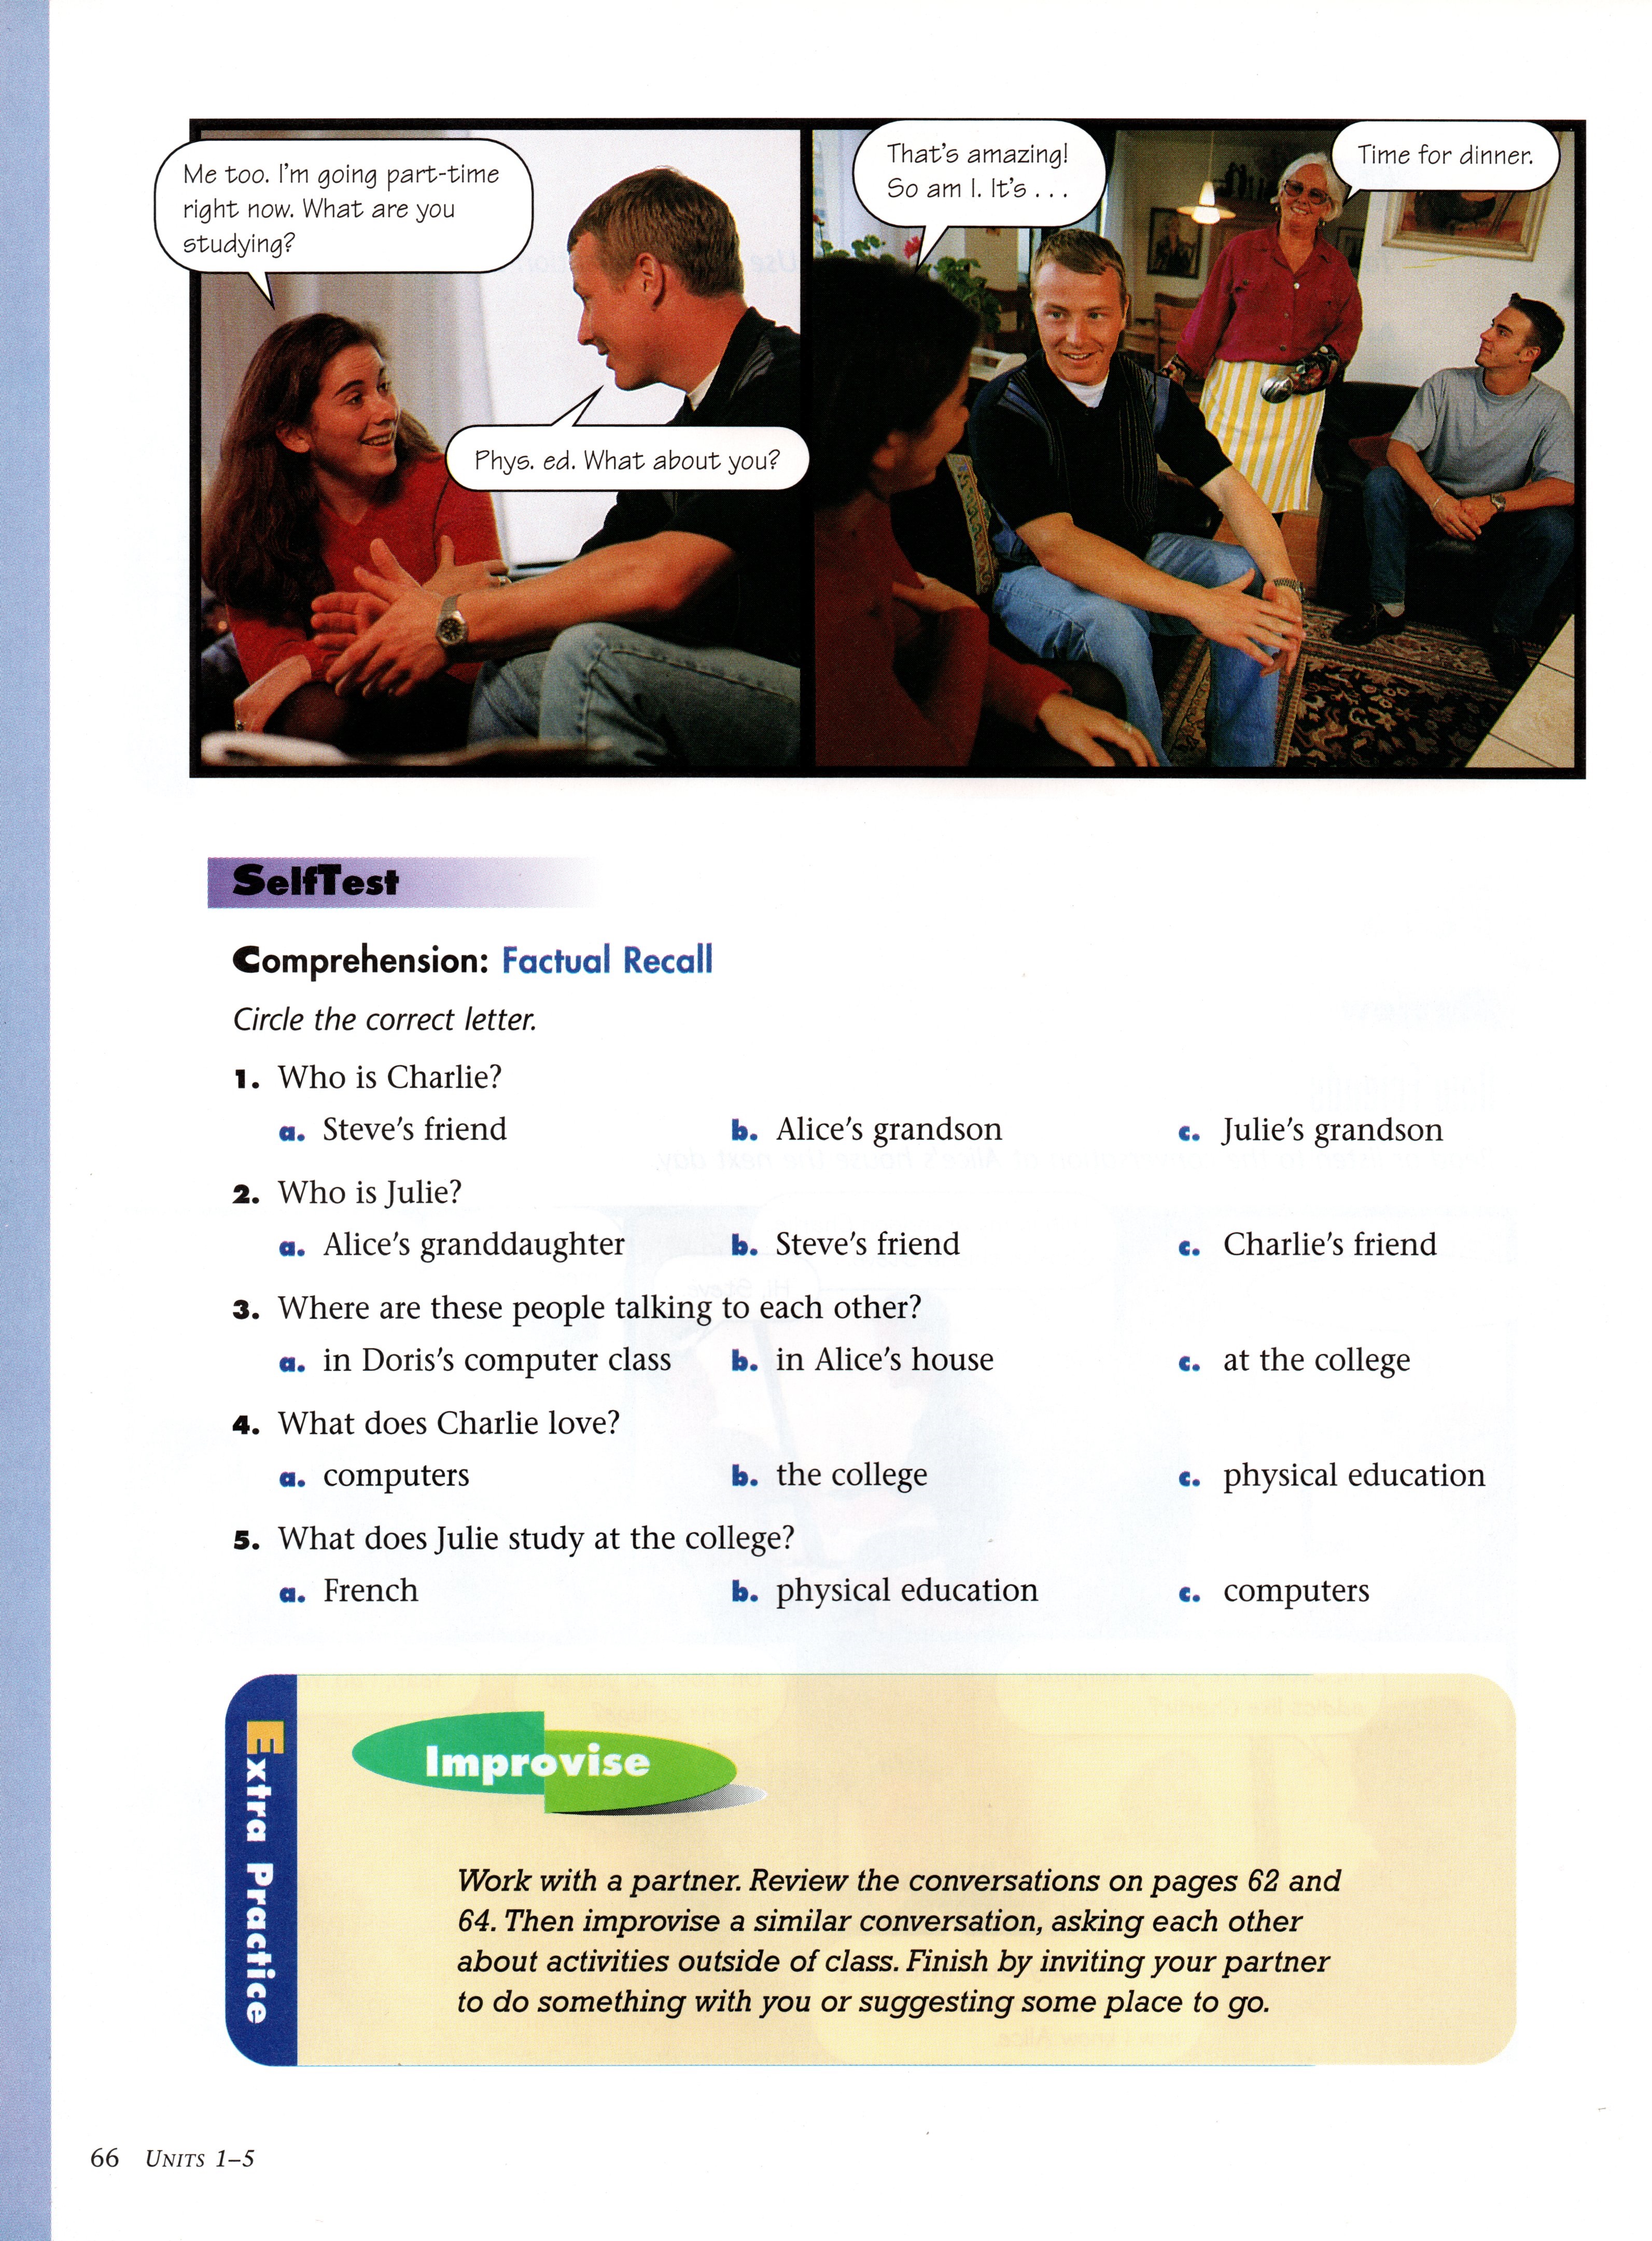 Me too. I'm going part-time
right now. What are you
studying?
Phys. ed. What about you?
That's amazing!
So am I. It's . . .
Time for dinner.
SelfTest
Comprehension: Factual Recall
Circle the correct letter.
1. Who is Charlie?
a. Steve's friend b. Alice's grandson c. Julie's grandson
2. Who is Julie?
a. Alice's granddaughter b. Steve's friend c. Charlie's friend
3. Where are these people talking to each other?
a. in Doris's computer class b. in Alice's house c. at the college
4. What does Charlie love?
a. computers b. the college c. physical education
5. What does Julie study at the college?
a. French b. physical education c. computers
Extra Practice
Improvise
Work with a partner. Review the conversations on pages 62 and
64. Then improvise a similar conversation, asking each other
about activities outside of class. Finish by inviting your partner
to do something with you or suggesting some place to go.
66 UNITS 1–5